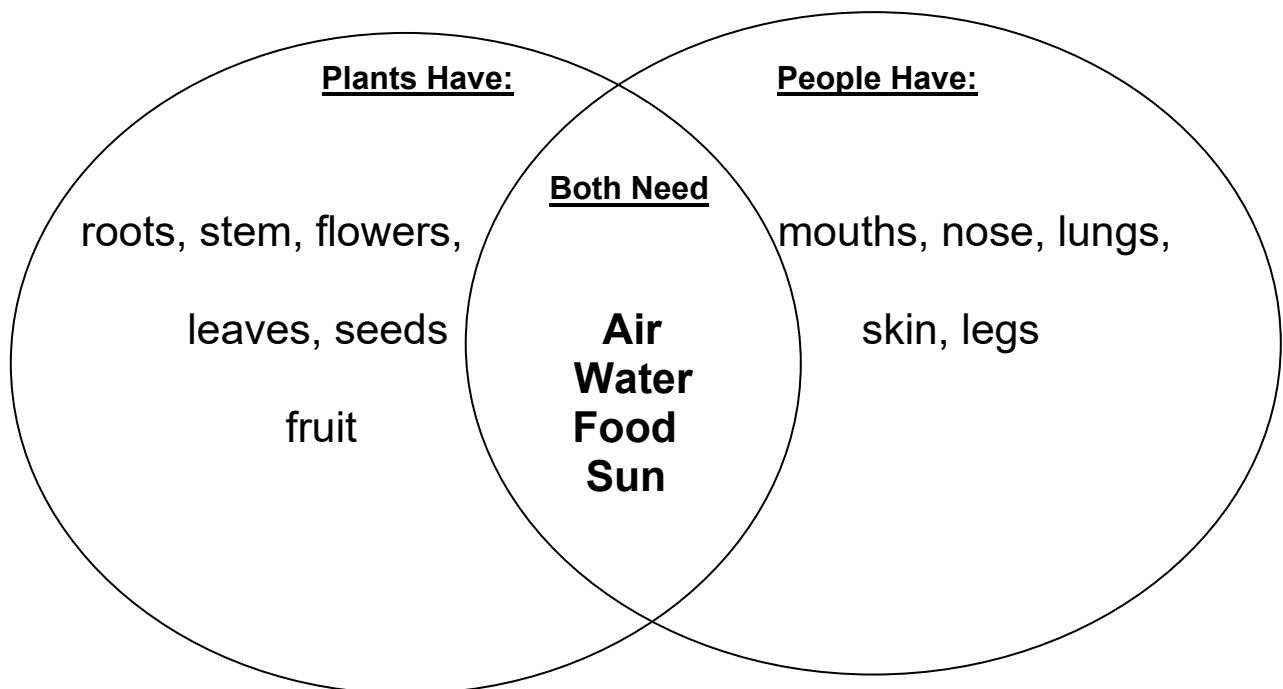 Plants Have:
roots, stem, flowers,
leaves, seeds
fruit
Both Need
Air
Water
Food
Sun
People Have:
mouths, nose, lungs,
skin, legs